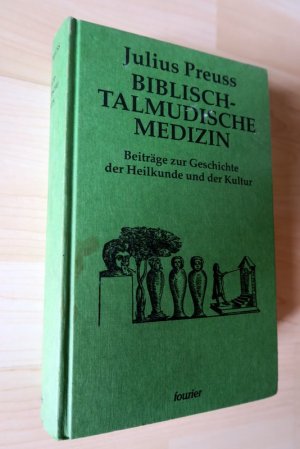 Julius Preuss
BIBLISCH-
TALMUDISCHE
MEDIZIN
Beiträge zur Geschichte
der Heilkunde und der Kultur
fourier